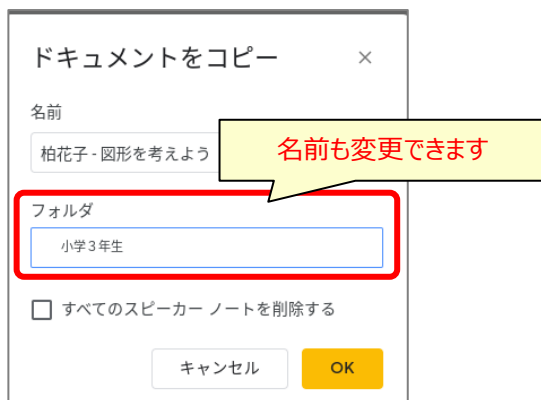 ドキュメントをコピー ×
名前
柏花子 - 図形を考えよう
名前も変更できます
フォルダ
小学3年生
すべてのスピーカー ノートを削除する
キャンセル OK